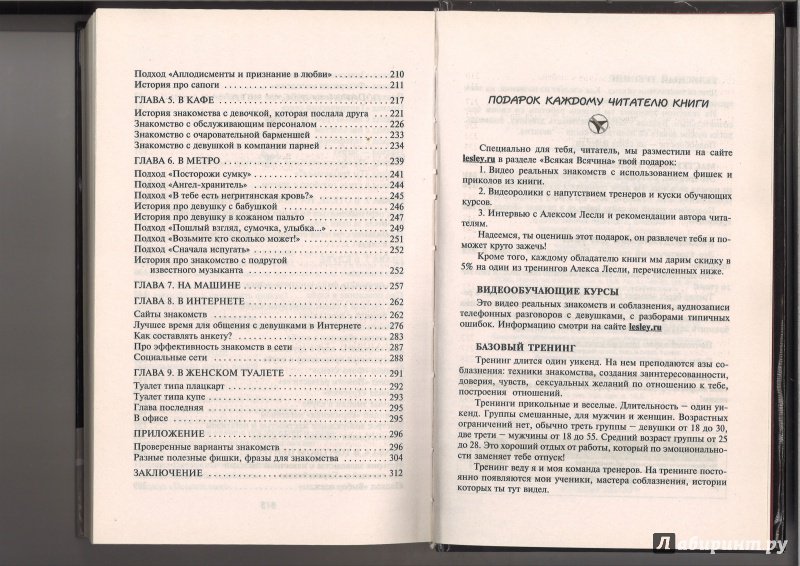 Подход «Аплодисменты и признание в любви» 210
История про сапоги 211
ГЛАВА 5. В КАФЕ 217
История знакомства с девочкой, которая послала друга 221
Знакомство с обслуживающим персоналом 226
Знакомство с очаровательной барменшей 233
Знакомство с девушкой в компании парней 234
ГЛАВА 6. В МЕТРО 239
Подход «Посторожи сумку» 241
Подход «Ангел-хранитель» 244
Подход «В тебе есть негритянская кровь?» 245
История про девушку с бабушкой 246
История про девушку в кожаном пальто 247
Подход «Пошлый взгляд, сумочка, улыбка...» 249
Подход «Возьмите кто сколько может!» 251
Подход «Сначала испугать» 252
История про знакомство с подругой
известного музыканта 252
ГЛАВА 7. НА МАШИНЕ 257
ГЛАВА 8. В ИНТЕРНЕТЕ 262
Сайты знакомств 262
Лучшее время для общения с девушками в Интернете 276
Как составлять анкету? 283
Про эффективность знакомств в сети 287
Социальные сети 288
ГЛАВА 9. В ЖЕНСКОМ ТУАЛЕТЕ 291
Туалет типа плацкарт 292
Туалет типа купе 293
Глава последняя 295
В офисе 295
ПРИЛОЖЕНИЕ 296
Проверенные варианты знакомств 296
Разные полезные фишки, фразы для знакомства 304
ЗАКЛЮЧЕНИЕ 312
ПОДАРОК КАЖДОМУ ЧИТАТЕЛЮ КНИГИ
Специально для тебя, читатель, мы разместили на сайте
lesley.ru в разделе «Всякая Всячина» твой подарок:
1. Видео реальных знакомств с использованием фишек и
приколов из книги.
2. Видеоролики с напутствием тренеров и куски обучающих
курсов.
3. Интервью с Алексом Лесли и рекомендации автора чита-
телям.
Надеемся, ты оценишь этот подарок, он развлечет тебя и по-
может круто зажечь!
Кроме того, каждому обладателю книги мы дарим скидку в
5% на один из тренингов Алекса Лесли, перечисленных ниже.
ВИДЕООБУЧАЮЩИЕ КУРСЫ
Это видео реальных знакомств и соблазнения, аудиозаписи
телефонных разговоров с девушками, с разборами типичных
ошибок. Информацию смотри на сайте lesley.ru
БАЗОВЫЙ ТРЕНИНГ
Тренинг длится один уикенд. На нем преподаются азы со-
блазнения: техники знакомства, создания заинтересованности,
доверия, чувств, сексуальных желаний по отношению к тебе,
построения отношений.
Тренинги прикольные и веселые. Длительность – один уи-
кенд. Группы смешанные, для мужчин и женщин. Возрастных
ограничений нет, обычно треть группы – девушки от 18 до 30,
две трети – мужчины от 18 до 55. Средний возраст группы от 25
до 28. Это хороший отдых от работы, который по эмоционально-
сти заменяет тебе отпуск!
Тренинг веду я и моя команда тренеров. На тренинге посто-
янно появляются мои ученики, мастера соблазнения, истории
которых ты тут видел.
Лабиринт.ру